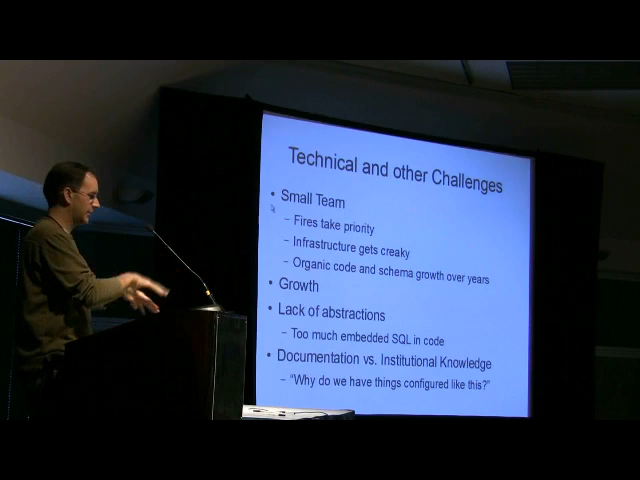 Technical and other Challenges
• Small Team
– Fires take priority
– Infrastructure gets creaky
– Organic code and schema growth over years
• Growth
• Lack of abstractions
– Too much embedded SQL in code
• Documentation vs. Institutional Knowledge
– “Why do we have things configured like this?”